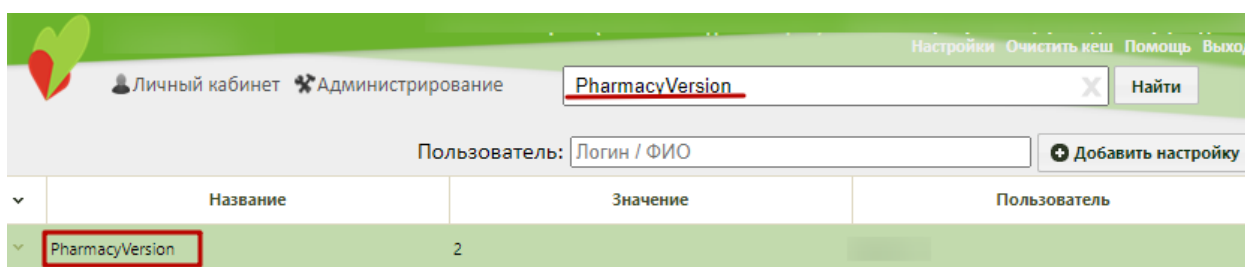 Настройки Очистить кеш Помощь Выход
Личный кабинет Администрирование PharmacyVersion X Найти
Пользователь: Логин / ФИО Добавить настройку
Название Значение Пользователь
PharmacyVersion 2